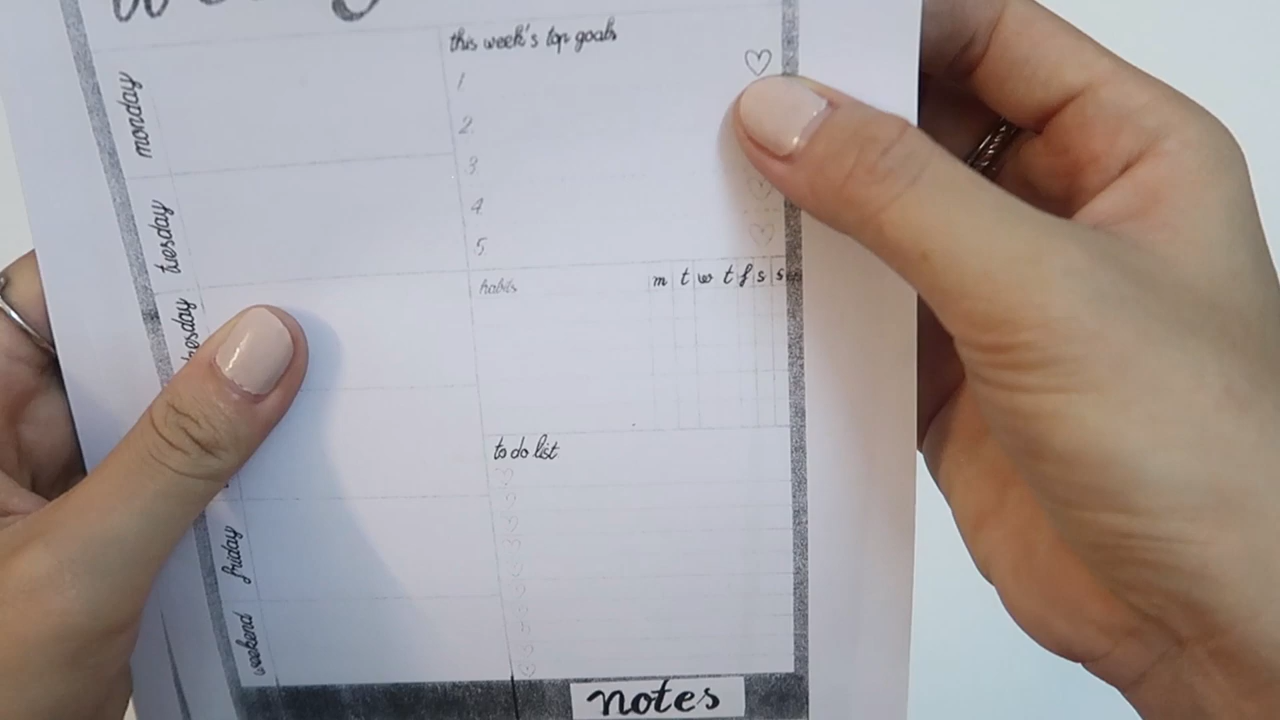 monday
tuesday
friday
weekend
this week's top goals
1
2.
3
4.
5.
habits m t w t f s s
to do list
notes